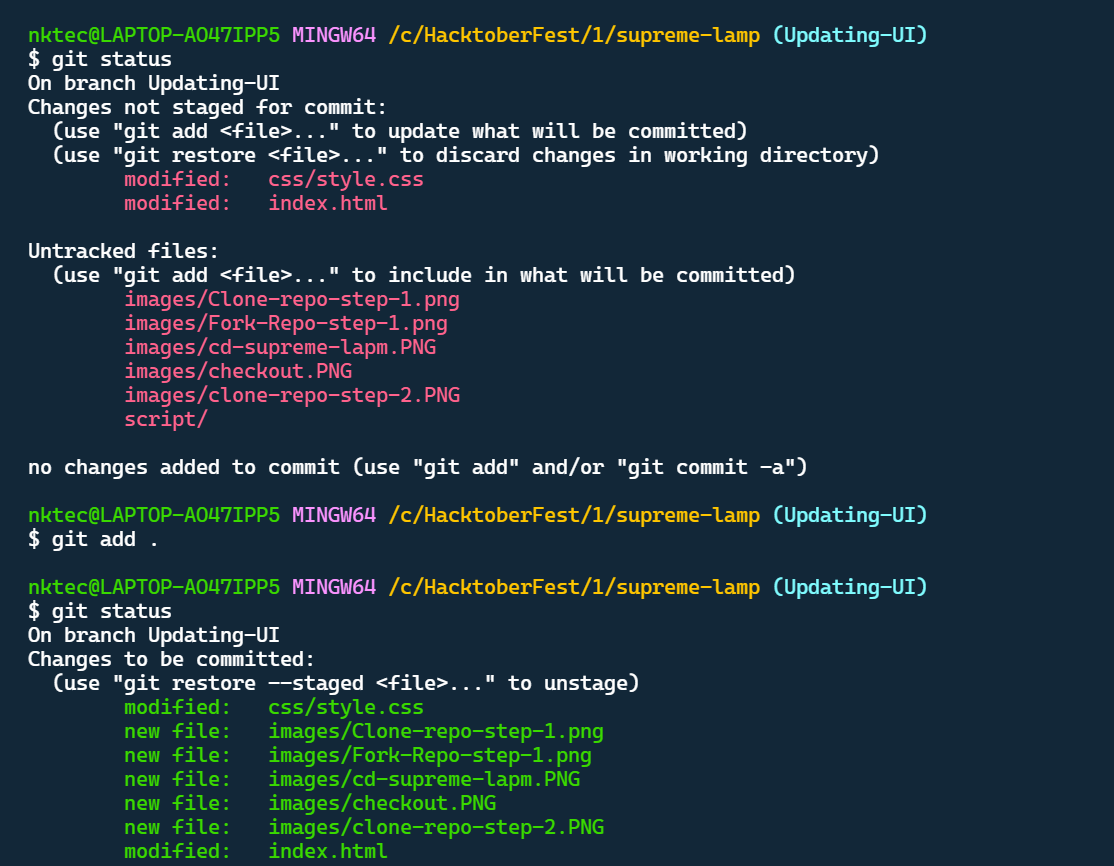 nktec@LAPTOP-AO47IPP5 MINGW64 /c/HacktoberFest/1/supreme-lamp (Updating-UI)
$ git status
On branch Updating-UI
Changes not staged for commit:
  (use "git add <file>..." to update what will be committed)
  (use "git restore <file>..." to discard changes in working directory)
        modified:   css/style.css
        modified:   index.html

Untracked files:
  (use "git add <file>..." to include in what will be committed)
        images/Clone-repo-step-1.png
        images/Fork-Repo-step-1.png
        images/cd-supreme-lapm.PNG
        images/checkout.PNG
        images/clone-repo-step-2.PNG
        script/

no changes added to commit (use "git add" and/or "git commit -a")

nktec@LAPTOP-AO47IPP5 MINGW64 /c/HacktoberFest/1/supreme-lamp (Updating-UI)
$ git add .

nktec@LAPTOP-AO47IPP5 MINGW64 /c/HacktoberFest/1/supreme-lamp (Updating-UI)
$ git status
On branch Updating-UI
Changes to be committed:
  (use "git restore --staged <file>..." to unstage)
        modified:   css/style.css
        new file:   images/Clone-repo-step-1.png
        new file:   images/Fork-Repo-step-1.png
        new file:   images/cd-supreme-lapm.PNG
        new file:   images/checkout.PNG
        new file:   images/clone-repo-step-2.PNG
        modified:   index.html